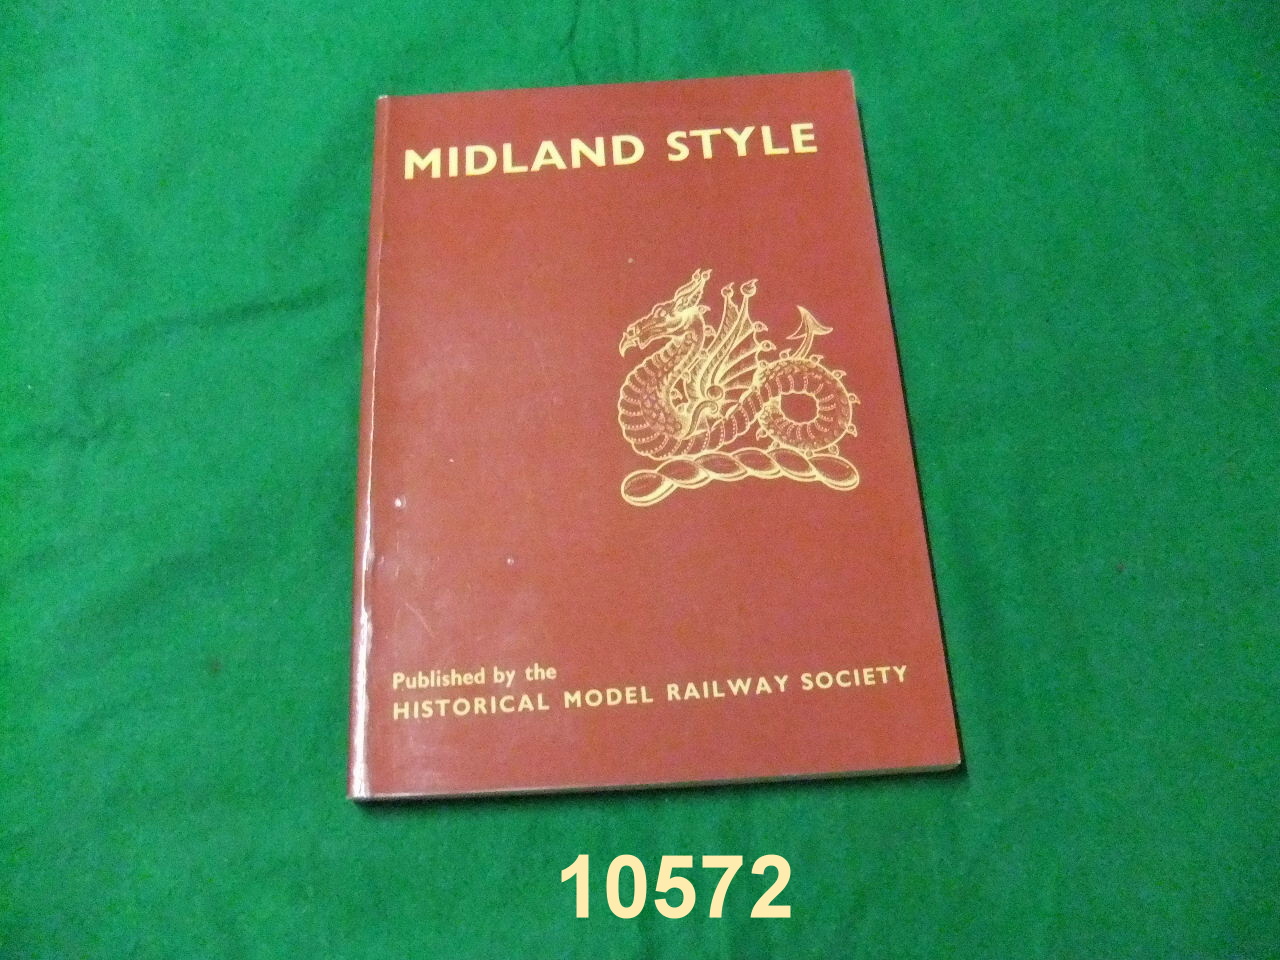 MIDLAND STYLE
Published by the
HISTORICAL MODEL RAILWAY SOCIETY
10572